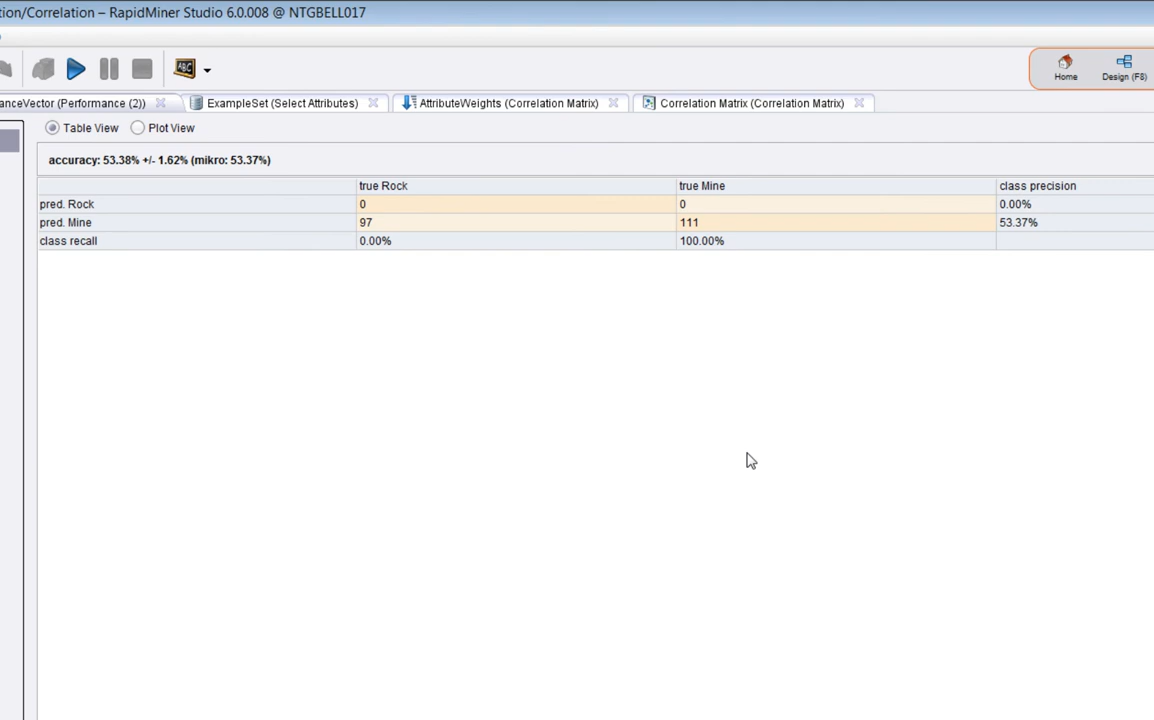 tion/Correlation – RapidMiner Studio 6.0.008 @ NTGBELL017
ABC
Home Design (F8)
anceVector (Performance (2)) ExampleSet (Select Attributes) AttributeWeights (Correlation Matrix) Correlation Matrix (Correlation Matrix)
Table View Plot View
accuracy: 53.38% +/- 1.62% (mikro: 53.37%)
true Rock true Mine class precision
pred. Rock 0 0 0.00%
pred. Mine 97 111 53.37%
class recall 0.00% 100.00%